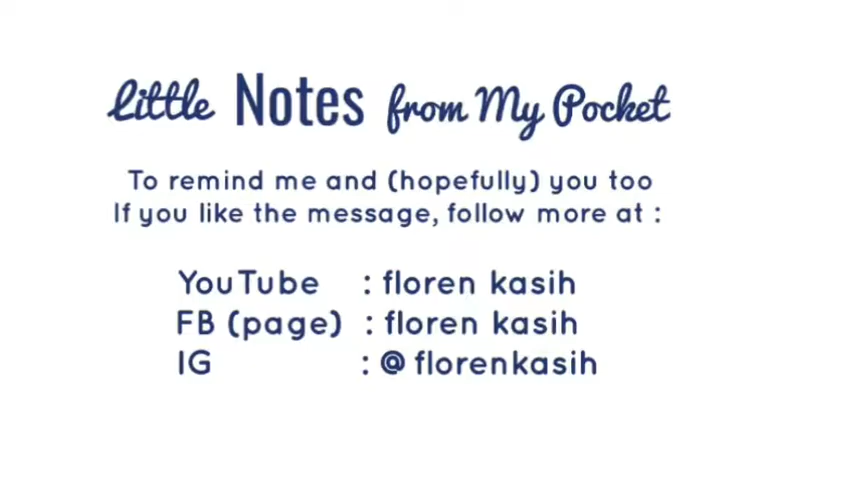 little Notes from My Pocket
To remind me and (hopefully) you too
If you like the message, follow more at :
YouTube : floren kasih
FB (page) : floren kasih
IG : @ florenkasih